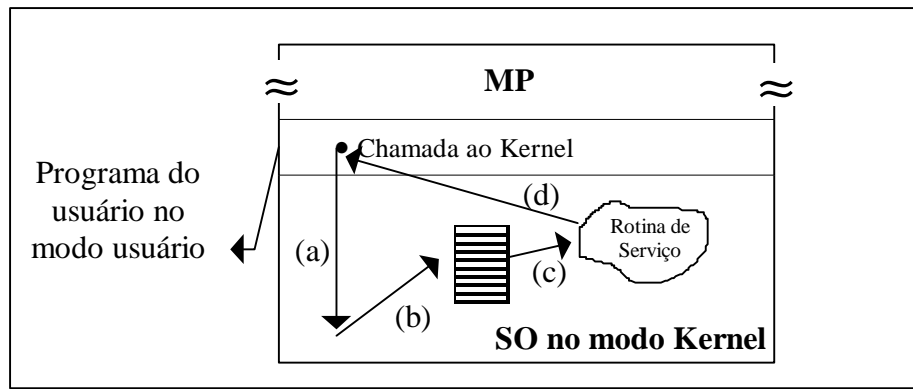 MP
Chamada ao Kernel
Programa do
usuário no
modo usuário
(d)
Rotina de
Serviço
(a)
(c)
(b)
SO no modo Kernel